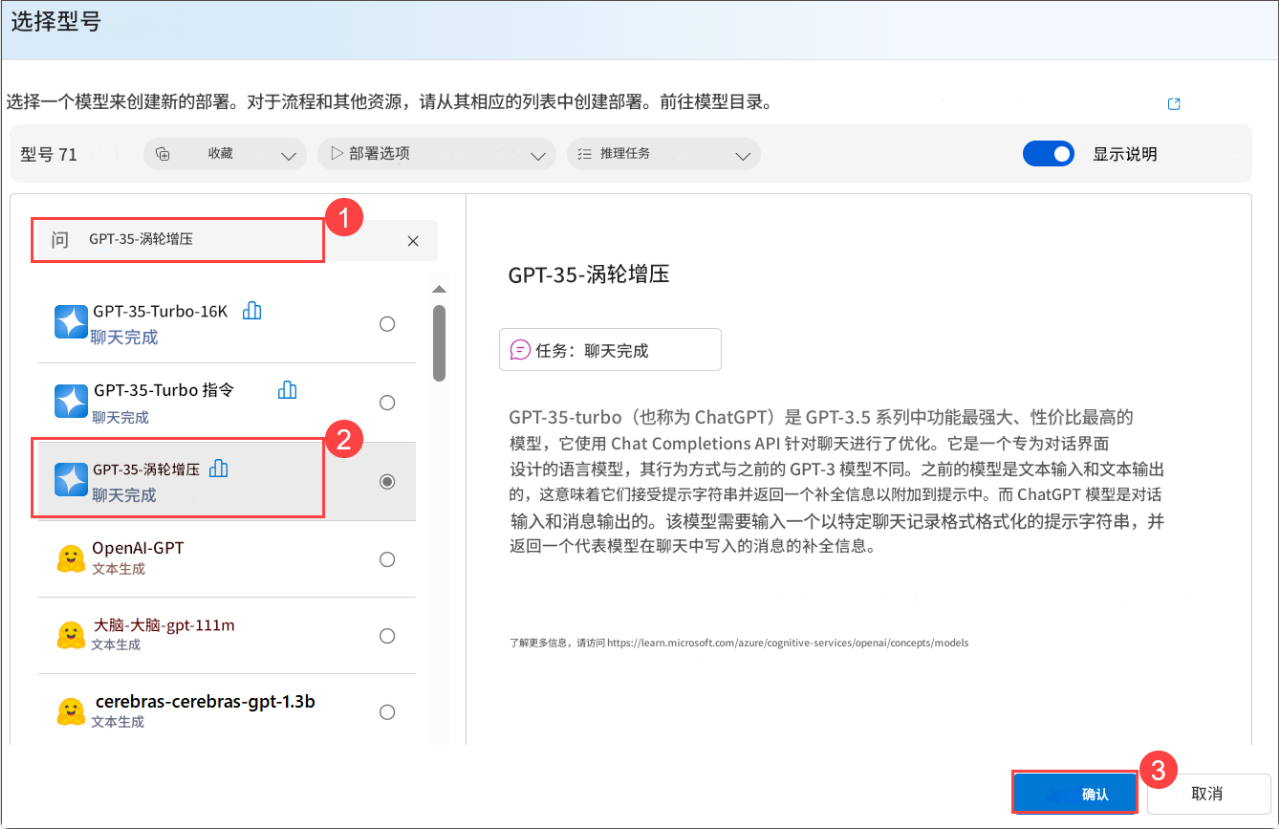 选择型号
选择一个模型来创建新的部署。对于流程和其他资源，请从其相应的列表中创建部署。前往模型目录。
型号 71
收藏
部署选项
推理任务
显示说明
问 GPT-35-涡轮增压
1
GPT-35-Turbo-16K
聊天完成
GPT-35-Turbo 指令
聊天完成
2
GPT-35-涡轮增压
聊天完成
OpenAI-GPT
文本生成
大脑-大脑-gpt-111m
文本生成
cerebras-cerebras-gpt-1.3b
文本生成
GPT-35-涡轮增压
任务：聊天完成
GPT-35-turbo（也称为 ChatGPT）是 GPT-3.5 系列中功能最强大、性价比最高的
模型，它使用 Chat Completions API 针对聊天进行了优化。它是一个专为对话界面
设计的语言模型，其行为方式与之前的 GPT-3 模型不同。之前的模型是文本输入和文本输出
的，这意味着它们接受提示字符串并返回一个补全信息以附加到提示中。而 ChatGPT 模型是对话
输入和消息输出的。该模型需要输入一个以特定聊天记录格式格式化的提示字符串，并
返回一个代表模型在聊天中写入的消息的补全信息。
了解更多信息，请访问 https://learn.microsoft.com/azure/cognitive-services/openai/concepts/models
3
确认
取消